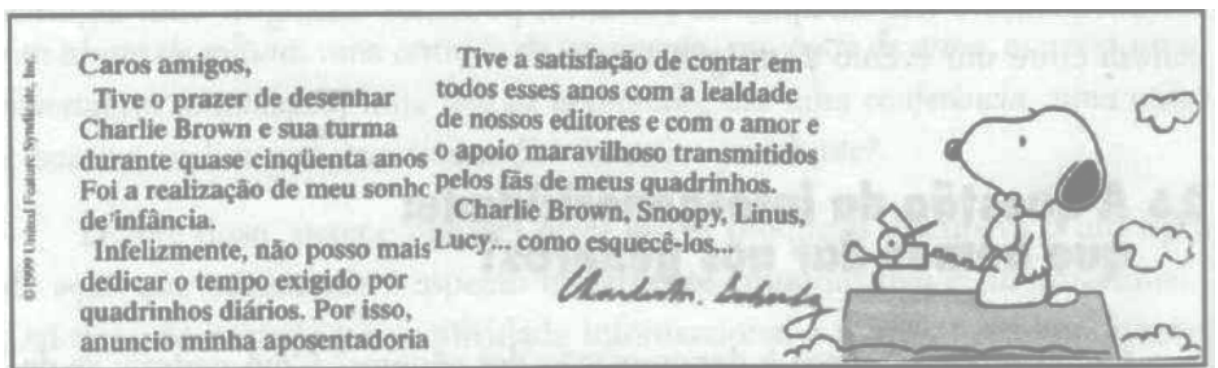 ©1999 United Feature Syndicate, Inc.
Caros amigos,
Tive o prazer de desenhar
Charlie Brown e sua turma
durante quase cinqüenta anos
Foi a realização de meu sonho
de infância.
Infelizmente, não posso mais
dedicar o tempo exigido por
quadrinhos diários. Por isso,
anuncio minha aposentadoria
Tive a satisfação de contar em
todos esses anos com a lealdade
de nossos editores e com o amor e
o apoio maravilhoso transmitidos
pelos fãs de meus quadrinhos.
Charlie Brown, Snoopy, Linus,
Lucy... como esquecê-los...
Charles M. Schulz